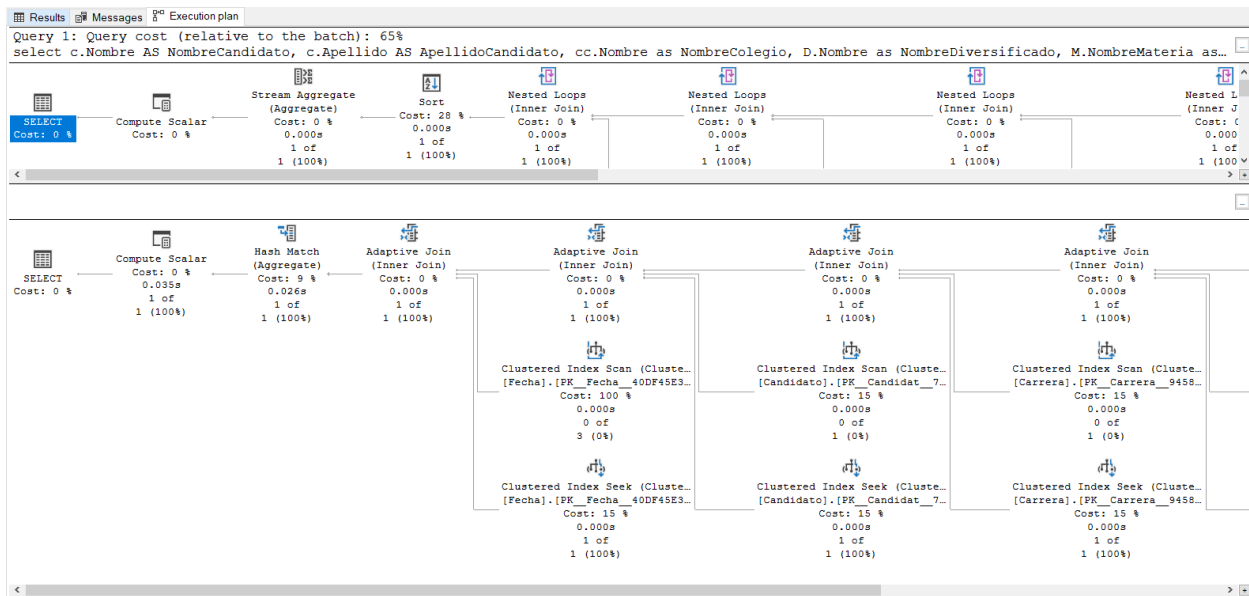 Results Messages Execution plan
Query 1: Query cost (relative to the batch): 65%
select c.Nombre AS NombreCandidato, c.Apellido AS ApellidoCandidato, cc.Nombre as NombreColegio, D.Nombre as NombreDiversificado, M.NombreMateria as…
SELECT
Cost: 0 %
Compute Scalar
Cost: 0 %
Stream Aggregate
(Aggregate)
Cost: 0 %
0.000s
1 of
1 (100%)
Sort
Cost: 28 %
0.000s
1 of
1 (100%)
Nested Loops
(Inner Join)
Cost: 0 %
0.000s
1 of
1 (100%)
Nested Loops
(Inner Join)
Cost: 0 %
0.000s
1 of
1 (100%)
Nested Loops
(Inner Join)
Cost: 0 %
0.000s
1 of
1 (100%)
Nested L
(Inner J
Cost: 0
0.000
1 of
1 (100
SELECT
Cost: 0 %
Compute Scalar
Cost: 0 %
0.035s
1 of
1 (100%)
Hash Match
(Aggregate)
Cost: 9 %
0.026s
1 of
1 (100%)
Adaptive Join
(Inner Join)
Cost: 0 %
0.000s
1 of
1 (100%)
Adaptive Join
(Inner Join)
Cost: 0 %
0.000s
1 of
1 (100%)
Adaptive Join
(Inner Join)
Cost: 0 %
0.000s
1 of
1 (100%)
Adaptive Join
(Inner Join)
Cost: 0 %
0.000s
1 of
1 (100%)
Clustered Index Scan (Cluste…
[Fecha].[PK__Fecha__40DF45E3…
Cost: 100 %
0.000s
0 of
3 (0%)
Clustered Index Scan (Cluste…
[Candidato].[PK__Candidat__7…
Cost: 15 %
0.000s
0 of
1 (0%)
Clustered Index Scan (Cluste…
[Carrera].[PK__Carrera__9458…
Cost: 15 %
0.000s
0 of
1 (0%)
Clustered Index Seek (Cluste…
[Fecha].[PK__Fecha__40DF45E3…
Cost: 15 %
0.000s
1 of
1 (100%)
Clustered Index Seek (Cluste…
[Candidato].[PK__Candidat__7…
Cost: 15 %
0.000s
1 of
1 (100%)
Clustered Index Seek (Cluste…
[Carrera].[PK__Carrera__9458…
Cost: 15 %
0.000s
1 of
1 (100%)